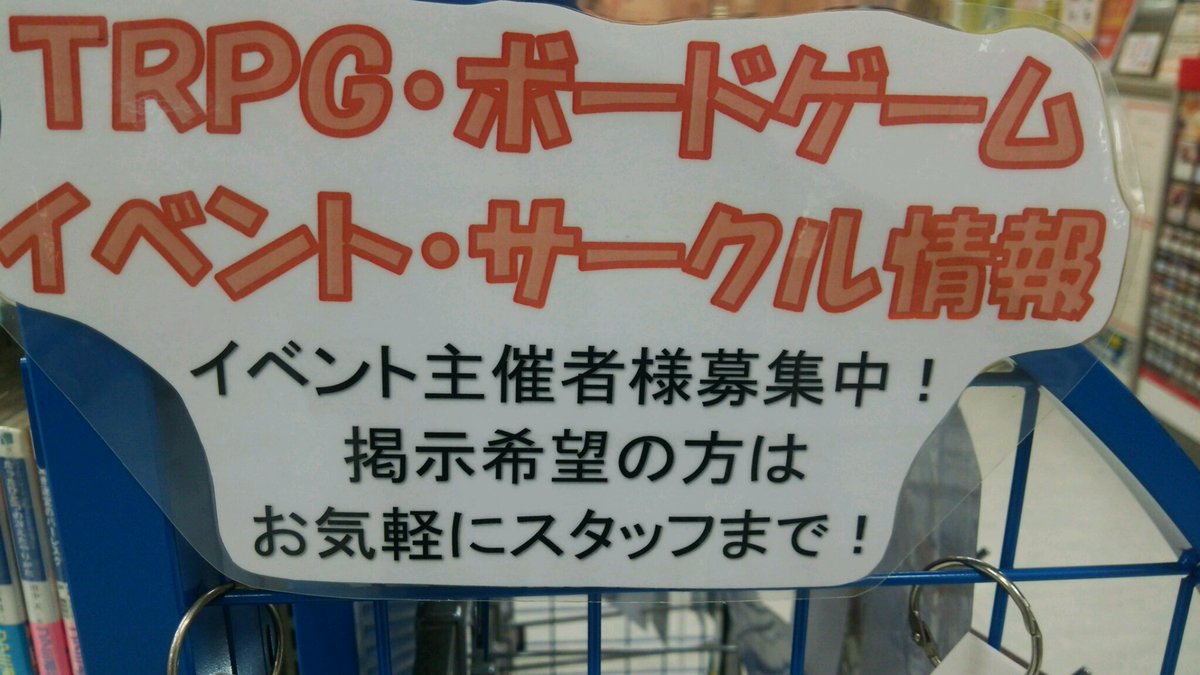 TRPG・ボードゲーム
イベント・サークル情報
イベント主催者様募集中！
掲示希望の方は
お気軽にスタッフまで！